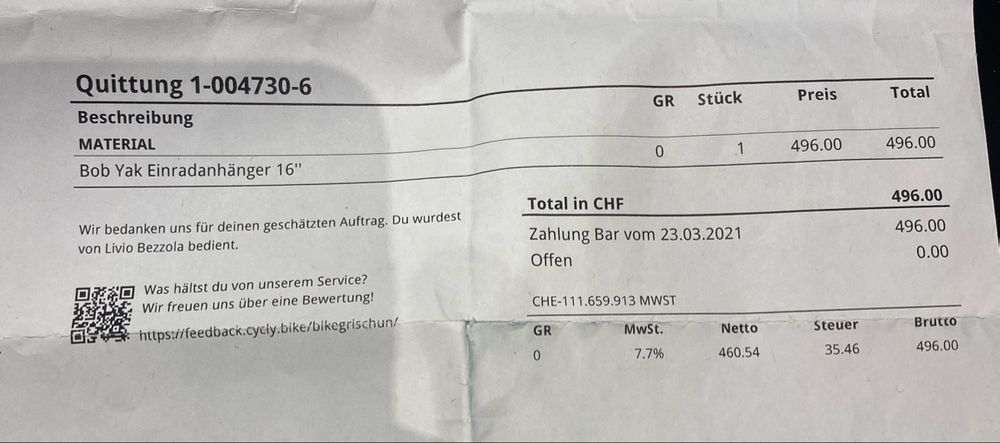 Quittung 1-004730-6
Beschreibung GR Stück Preis Total
MATERIAL
Bob Yak Einradanhänger 16" 0 1 496.00 496.00
Total in CHF 496.00
Zahlung Bar vom 23.03.2021 496.00
Offen 0.00
Wir bedanken uns für deinen geschätzten Auftrag. Du wurdest
von Livio Bezzola bedient.
Was hältst du von unserem Service?
Wir freuen uns über eine Bewertung!
https://feedback.cycly.bike/bikegrischun/
CHE-111.659.913 MWST
GR MwSt. Netto Steuer Brutto
0 7.7% 460.54 35.46 496.00